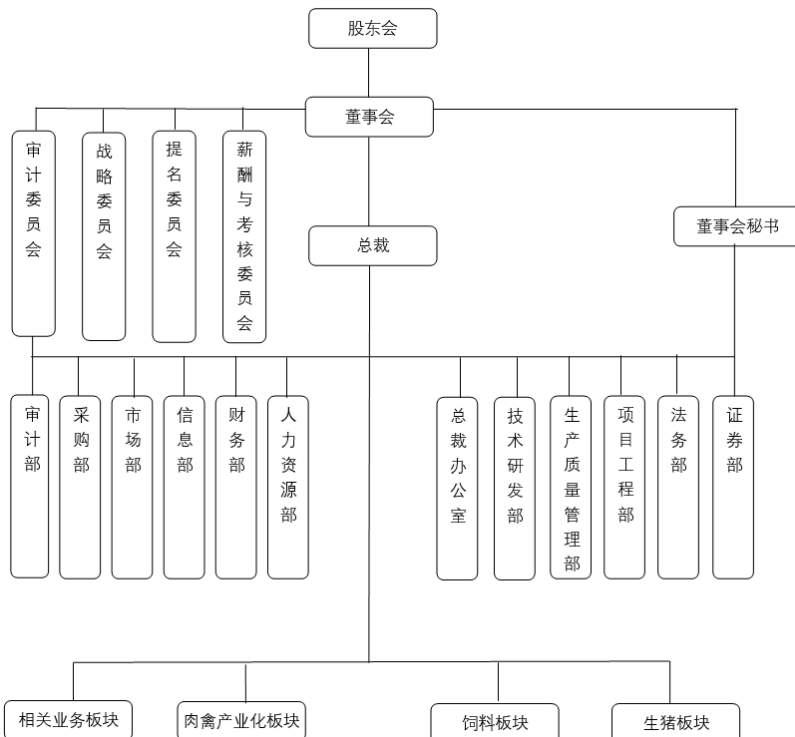 股东会
董事会
审计委员会
战略委员会
提名委员会
薪酬与考核委员会
总裁
董事会秘书
审计部
采购部
市场部
信息部
财务部
人力资源部
总裁办公室
技术研发部
生产质量管理部
项目工程部
法务部
证券部
相关业务板块
肉禽产业化板块
饲料板块
生猪板块